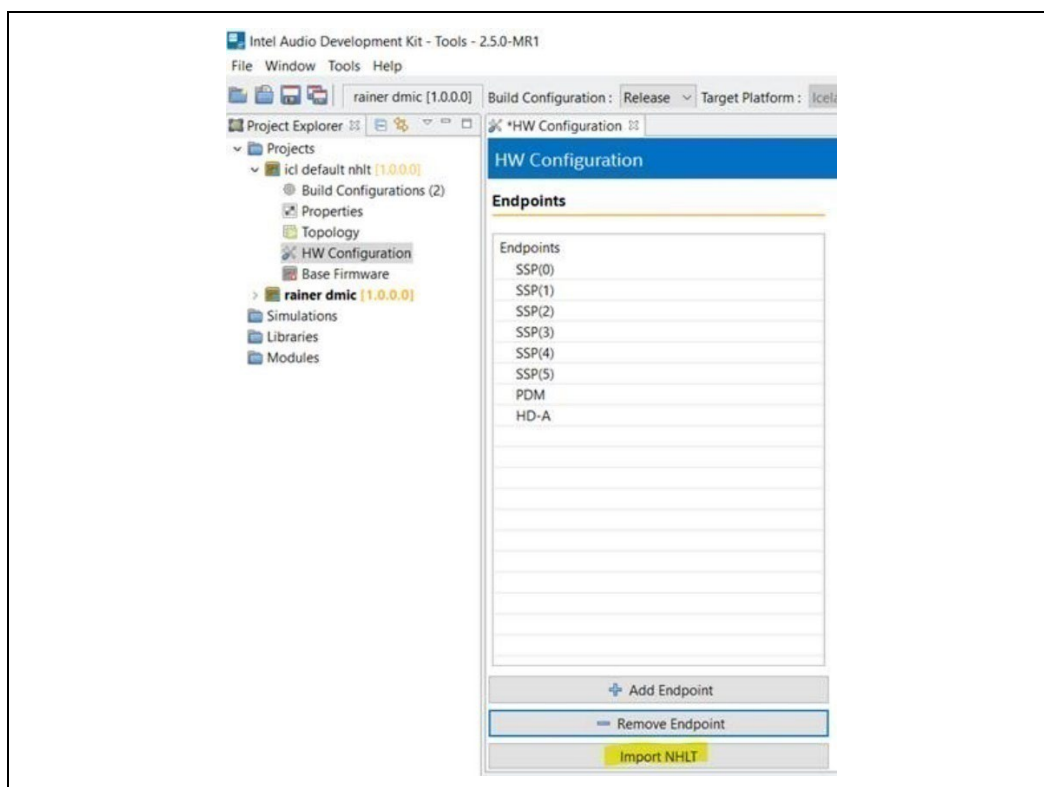 Intel Audio Development Kit - Tools - 2.5.0-MR1
File Window Tools Help
rainer dmic [1.0.0.0] Build Configuration : Release Target Platform :
Project Explorer
*HW Configuration
Projects
icl default nhlt [1.0.0.0]
Build Configurations (2)
Properties
Topology
HW Configuration
Base Firmware
rainer dmic [1.0.0.0]
Simulations
Libraries
Modules
HW Configuration
Endpoints
Endpoints
SSP(0)
SSP(1)
SSP(2)
SSP(3)
SSP(4)
SSP(5)
PDM
HD-A
Add Endpoint
Remove Endpoint
Import NHLT